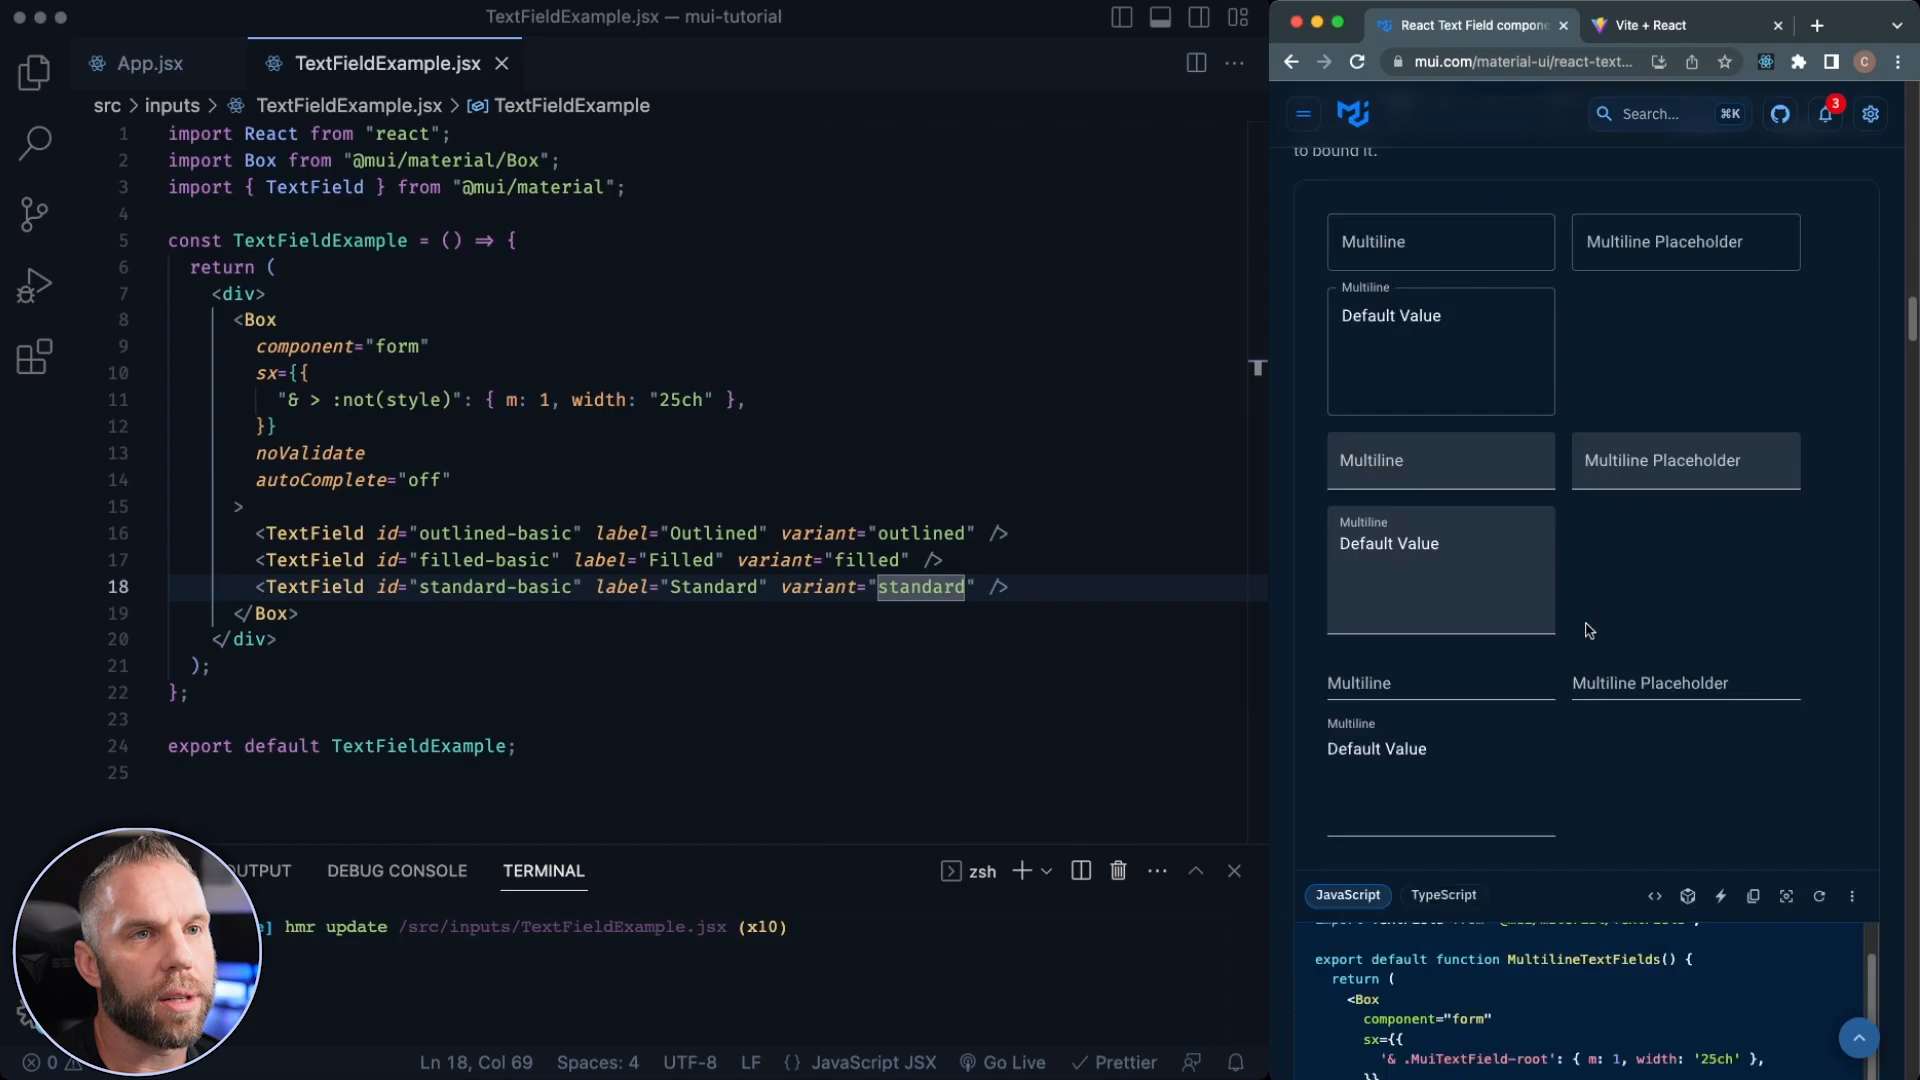 TextFieldExample.jsx — mui-tutorial
App.jsx
TextFieldExample.jsx
src > inputs > TextFieldExample.jsx > TextFieldExample
1 import React from "react";
2 import Box from "@mui/material/Box";
3 import { TextField } from "@mui/material";
4
5 const TextFieldExample = () => {
6 return (
7 <div>
8 <Box
9 component="form"
10 sx={{
11 "& > :not(style)": { m: 1, width: "25ch" },
12 }}
13 noValidate
14 autoComplete="off"
15 >
16 <TextField id="outlined-basic" label="Outlined" variant="outlined" />
17 <TextField id="filled-basic" label="Filled" variant="filled" />
18 <TextField id="standard-basic" label="Standard" variant="standard" />
19 </Box>
20 </div>
21 );
22 };
23
24 export default TextFieldExample;
25
OUTPUT DEBUG CONSOLE TERMINAL
zsh
hmr update /src/inputs/TextFieldExample.jsx (x10)
0
Ln 18, Col 69 Spaces: 4 UTF-8 LF {} JavaScript JSX Go Live Prettier
React Text Field compon
Vite + React
mui.com/material-ui/react-text...
C
Search... ⌘K
3
to bound it.
Multiline Multiline Placeholder
Multiline
Default Value
Multiline Multiline Placeholder
Multiline
Default Value
Multiline Multiline Placeholder
Multiline
Default Value
JavaScript TypeScript
export default function MultilineTextFields() {
return (
<Box
component="form"
sx={{
'& .MuiTextField-root': { m: 1, width: '25ch' },
}}